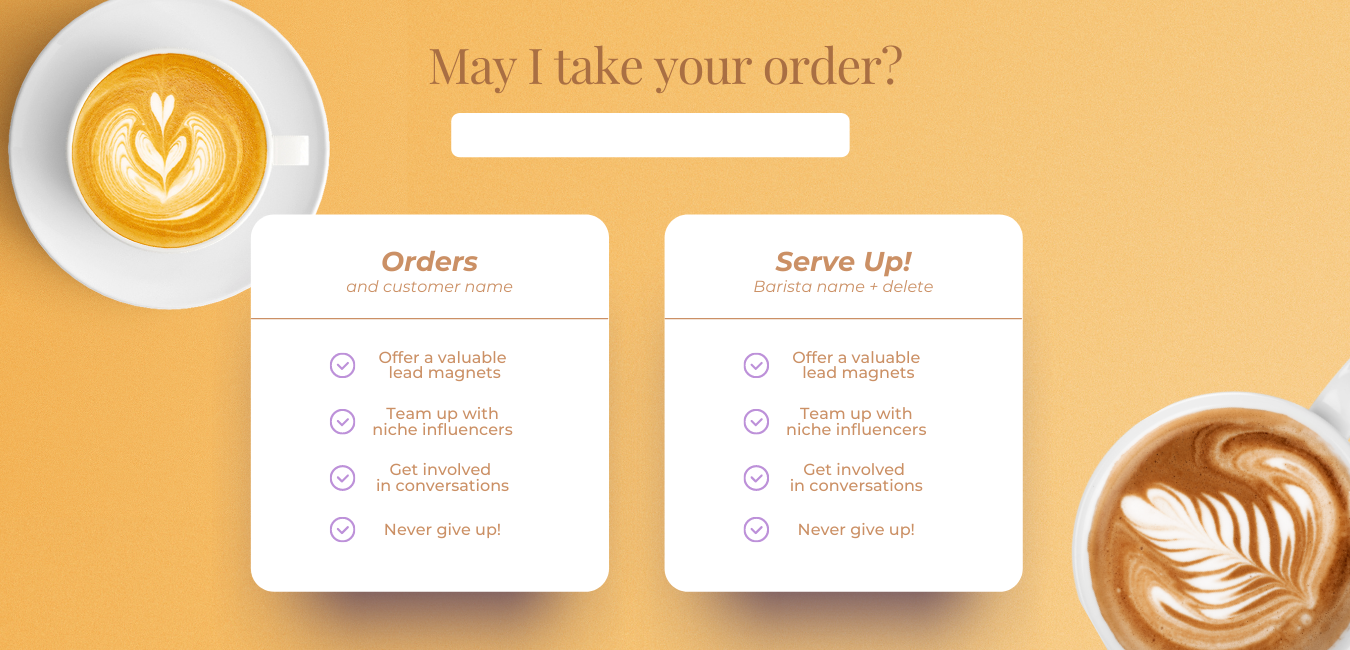 May I take your order?
Orders
and customer name
Offer a valuable
lead magnets
Team up with
niche influencers
Get involved
in conversations
Never give up!
Serve Up!
Barista name + delete
Offer a valuable
lead magnets
Team up with
niche influencers
Get involved
in conversations
Never give up!